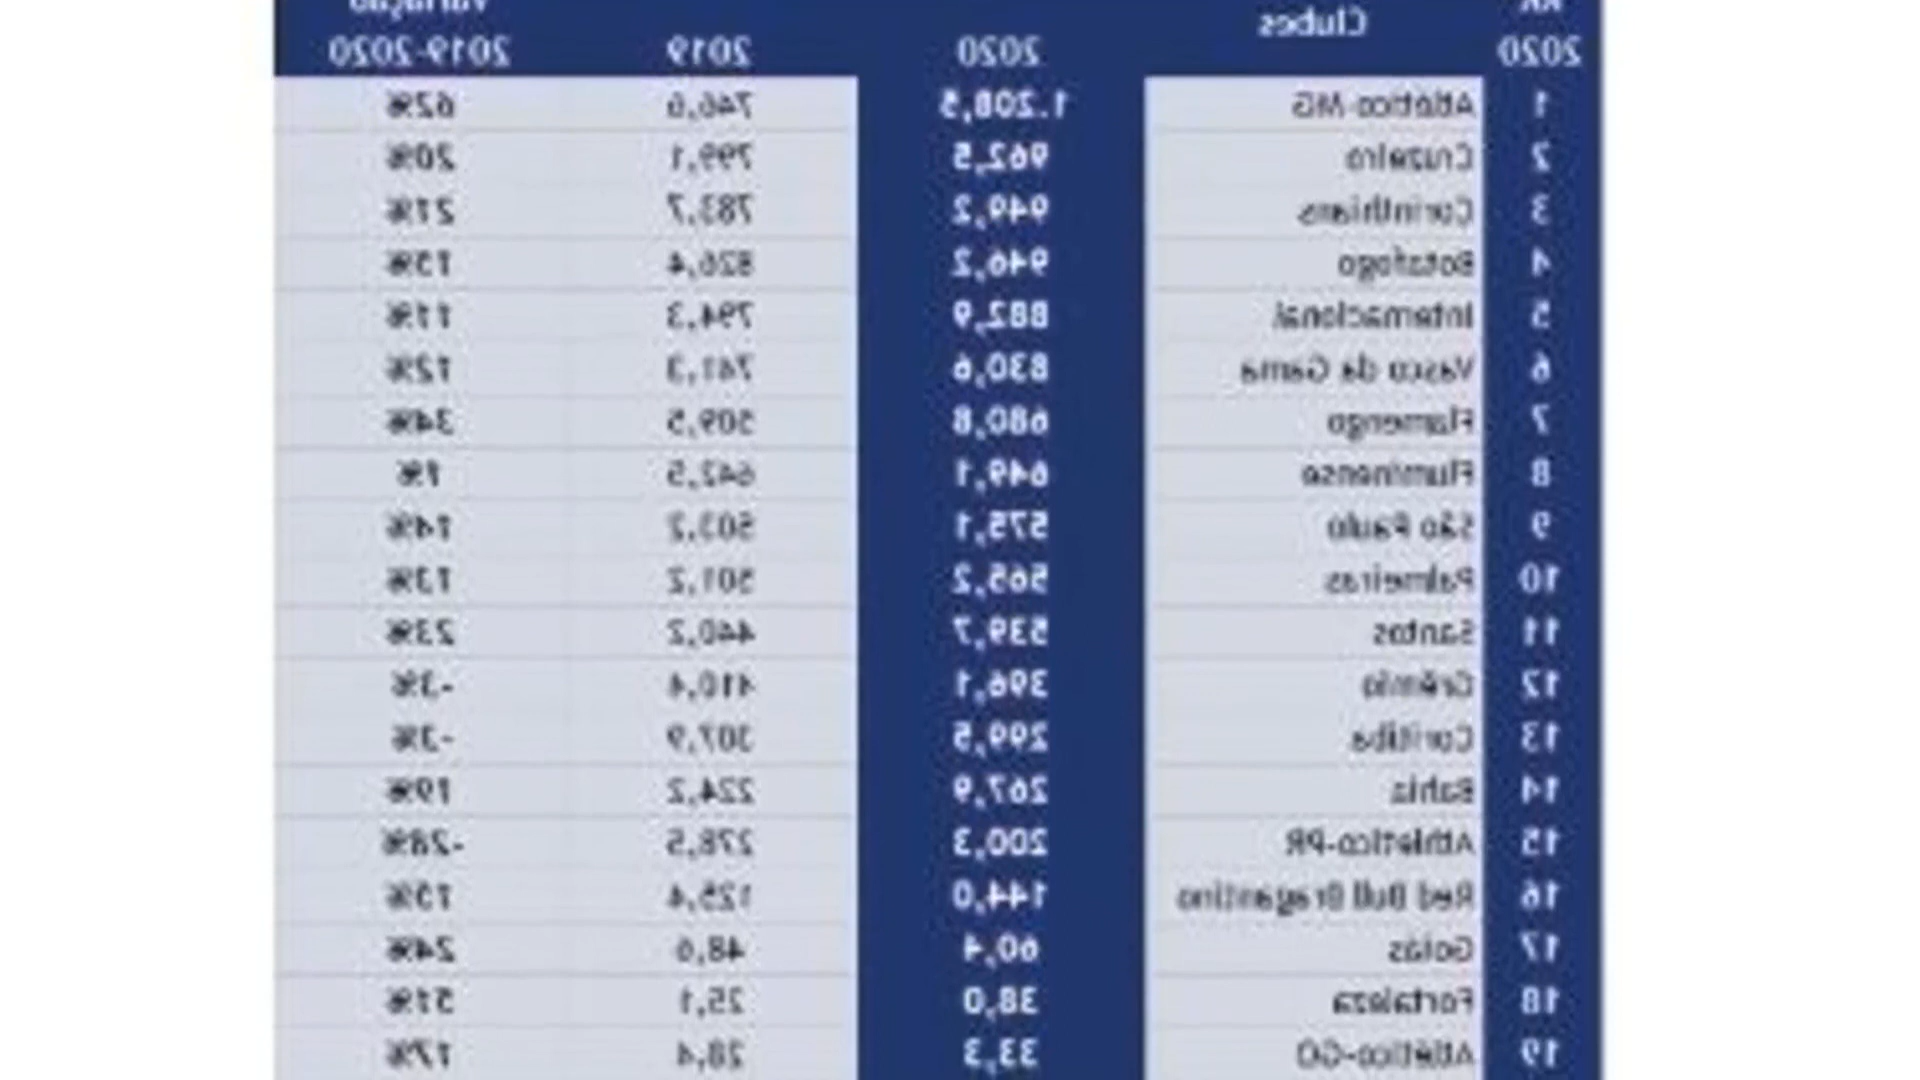 RK Clubes Variação
2020 2020 2019 2019-2020
1 Atlético-MG 1.208,5 746,6 62%
2 Cruzeiro 962,5 799,1 20%
3 Corinthians 949,2 783,7 21%
4 Botafogo 946,2 826,4 15%
5 Internacional 882,9 794,3 11%
6 Vasco da Gama 830,6 741,3 12%
7 Flamengo 680,8 509,5 34%
8 Fluminense 649,1 642,5 1%
9 São Paulo 575,1 503,2 14%
10 Palmeiras 565,2 501,2 13%
11 Santos 539,7 440,2 23%
12 Grêmio 396,1 410,4 -3%
13 Coritiba 299,5 307,9 -3%
14 Bahia 267,9 224,2 19%
15 Athletico-PR 200,3 278,5 -28%
16 Red Bull Bragantino 144,0 125,4 15%
17 Goiás 60,4 48,6 24%
18 Fortaleza 38,0 25,1 51%
19 Atlético-GO 33,3 28,4 17%